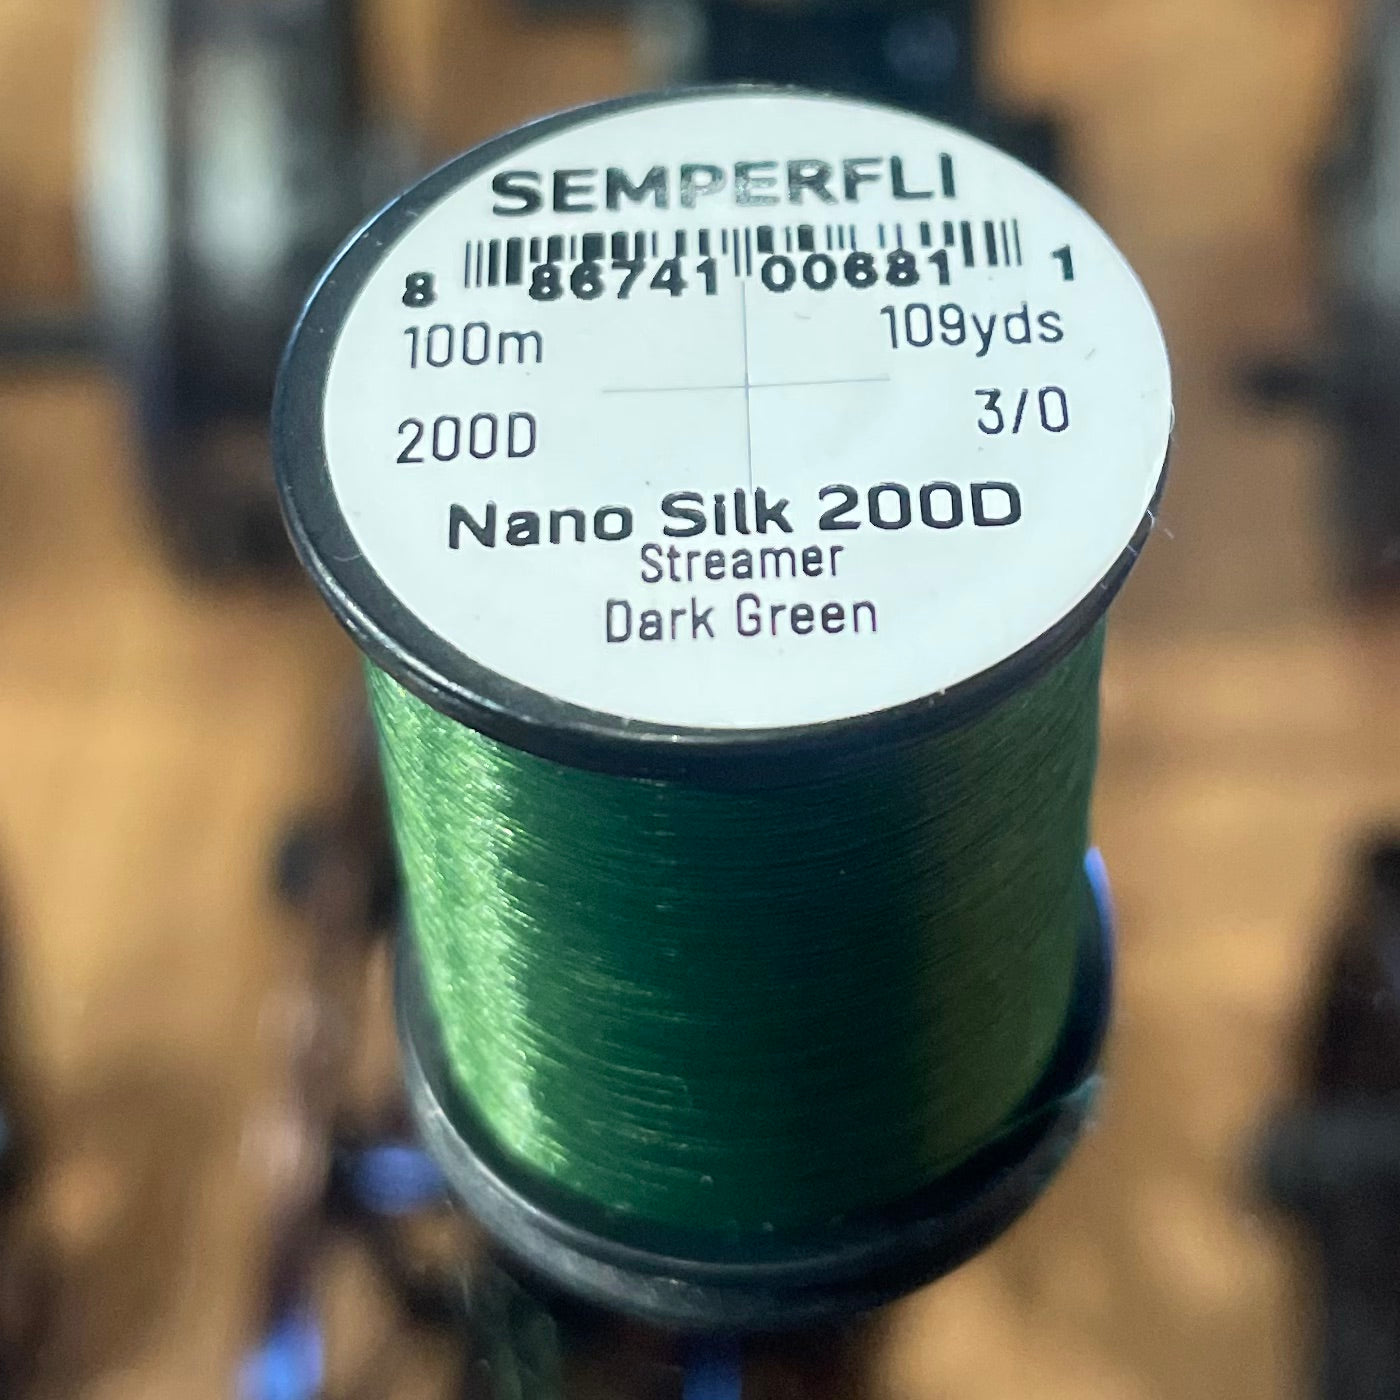 SEMPERFLI
8 86741 00681 1
100m 109yds
200D 3/0
Nano Silk 200D
Streamer
Dark Green